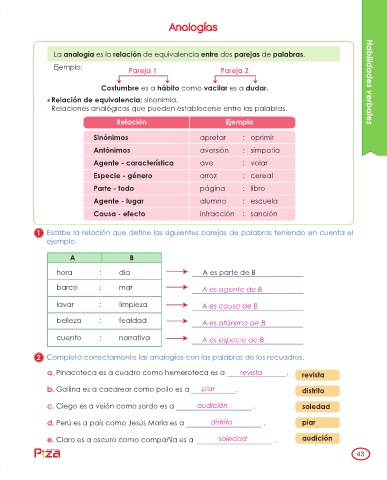 Analogías
La analogía es la relación de equivalencia entre dos parejas de palabras.
Ejemplo:
Pareja 1 Pareja 2
Costumbre es a hábito como vacilar es a dudar.
• Relación de equivalencia: sinonimia.
Relaciones analógicas que pueden establecerse entre las palabras.
Relación Ejemplo
Sinónimos apretar : oprimir
Antónimos aversión : simpatía
Agente - característica ave : volar
Especie - género arroz : cereal
Parte - todo página : libro
Agente - lugar alumno : escuela
Causa - efecto infracción : sanción
1 Escribe la relación que define las siguientes parejas de palabras teniendo en cuenta el
ejemplo.
A B
hora : día A es parte de B
barco : mar A es agente de B
lavar : limpieza A es causa de B
belleza : fealdad A es atónimo de B
cuento : narrativa A es especie de B
2 Completa correctamente las analogías con las palabras de los recuadros.
a. Pinacoteca es a cuadro como hemeroteca es a revista.
b. Gallina es a cacarear como pollo es a piar.
c. Ciego es a visión como sordo es a audición.
d. Perú es a país como Jesús María es a distrito.
e. Claro es a oscuro como compañía es a soledad.
revista
distrito
soledad
piar
audición
Habilidades verbales
43